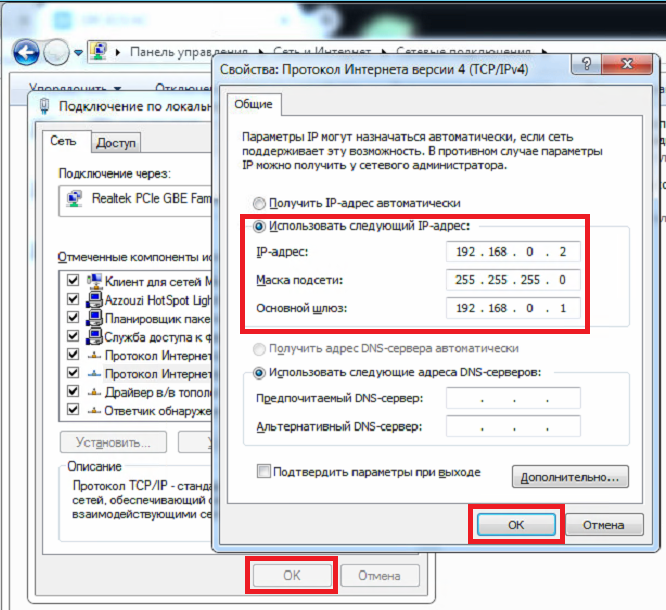 Панель управления
Сеть и Интернет
Сетевые подключения
Упорядочить
Свойства: Протокол Интернета версии 4 (TCP/IPv4)
?
Общие
Параметры IP могут назначаться автоматически, если сеть
поддерживает эту возможность. В противном случае параметры
IP можно получить у сетевого администратора.
Получить IP-адрес автоматически
Использовать следующий IP-адрес:
IP-адрес: 192 . 168 . 0 . 2
Маска подсети: 255 . 255 . 255 . 0
Основной шлюз: 192 . 168 . 0 . 1
Получить адрес DNS-сервера автоматически
Использовать следующие адреса DNS-серверов:
Предпочитаемый DNS-сервер: . . .
Альтернативный DNS-сервер: . . .
Подтвердить параметры при выходе
Дополнительно...
OK
Отмена
Подключение по локальн
Сеть
Доступ
Подключение через:
Realtek PCIe GBE Fam
Отмеченные компоненты ис
Клиент для сетей M
Azzouzi HotSpot Ligh
Планировщик паке
Служба доступа к ф
Протокол Интернет
Протокол Интернет
Драйвер в/в тополо
Ответчик обнаруже
Установить...
Описание
Протокол TCP/IP - станда
сетей, обеспечивающий с
взаимодействующими се
OK
Отмена